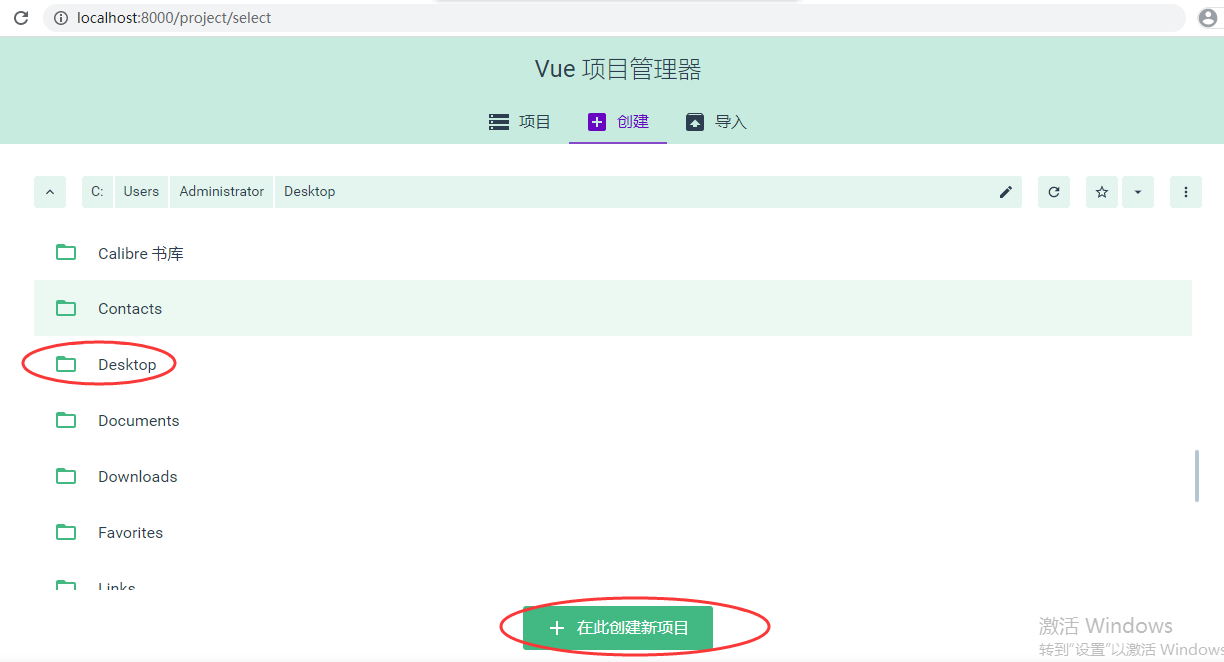 localhost:8000/project/select
Vue 项目管理器
项目 创建 导入
C: Users Administrator Desktop
Calibre 书库
Contacts
Desktop
Documents
Downloads
Favorites
Links
在此创建新项目
激活 Windows
转到"设置"以激活 Windows